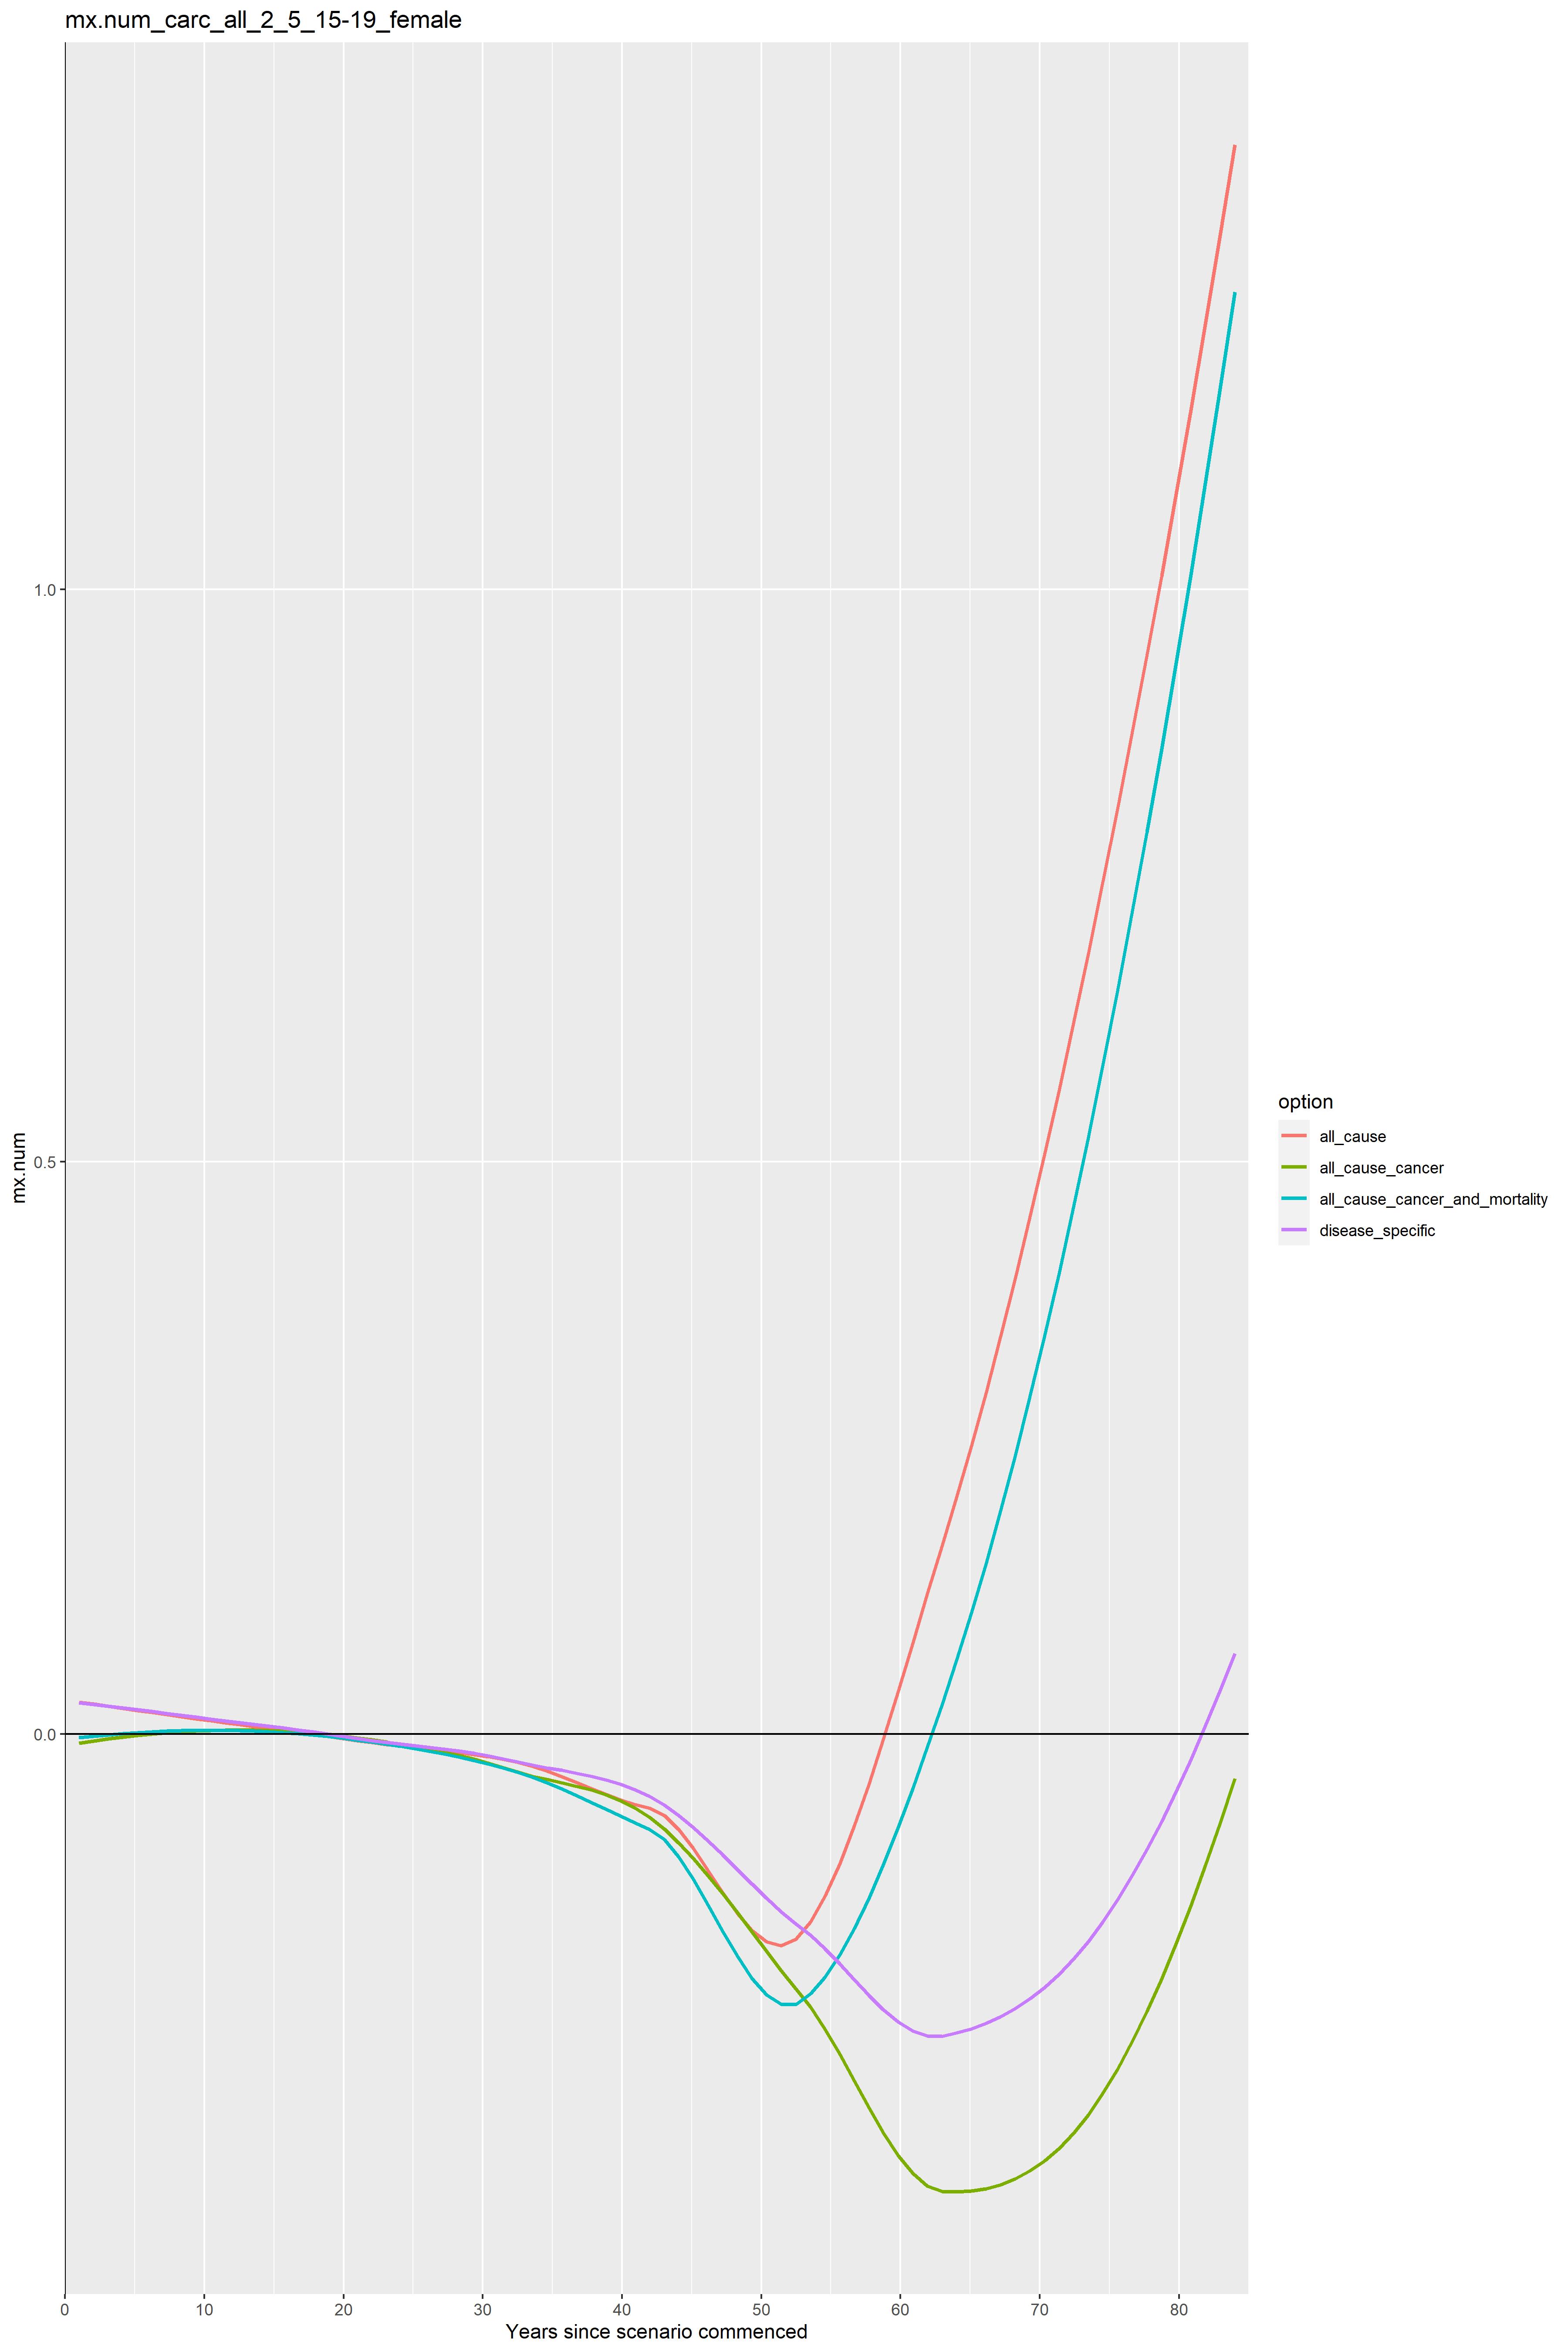 mx.num_carc_all_2_5_15-19_female
1.0
0.5
0.0
mx.num
0 10 20 30 40 50 60 70 80
Years since scenario commenced
option
all_cause
all_cause_cancer
all_cause_cancer_and_mortality
disease_specific